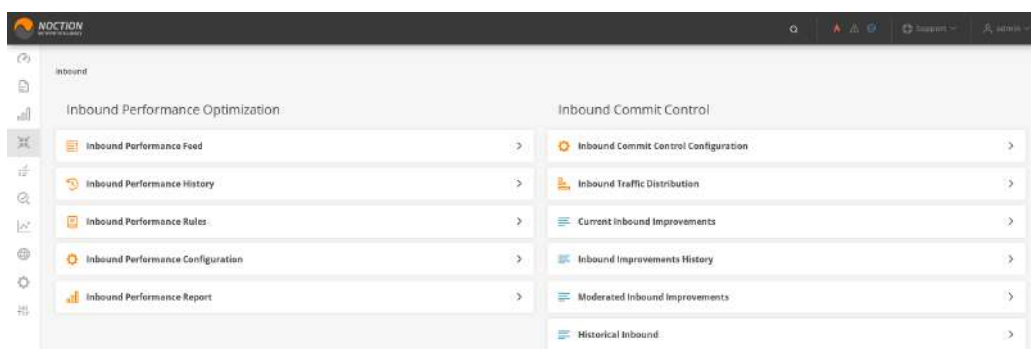 NOCTION
Support
admin
Inbound
Inbound Performance Optimization
Inbound Performance Feed
Inbound Performance History
Inbound Performance Rules
Inbound Performance Configuration
Inbound Performance Report
Inbound Commit Control
Inbound Commit Control Configuration
Inbound Traffic Distribution
Current Inbound Improvements
Inbound Improvements History
Moderated Inbound Improvements
Historical Inbound